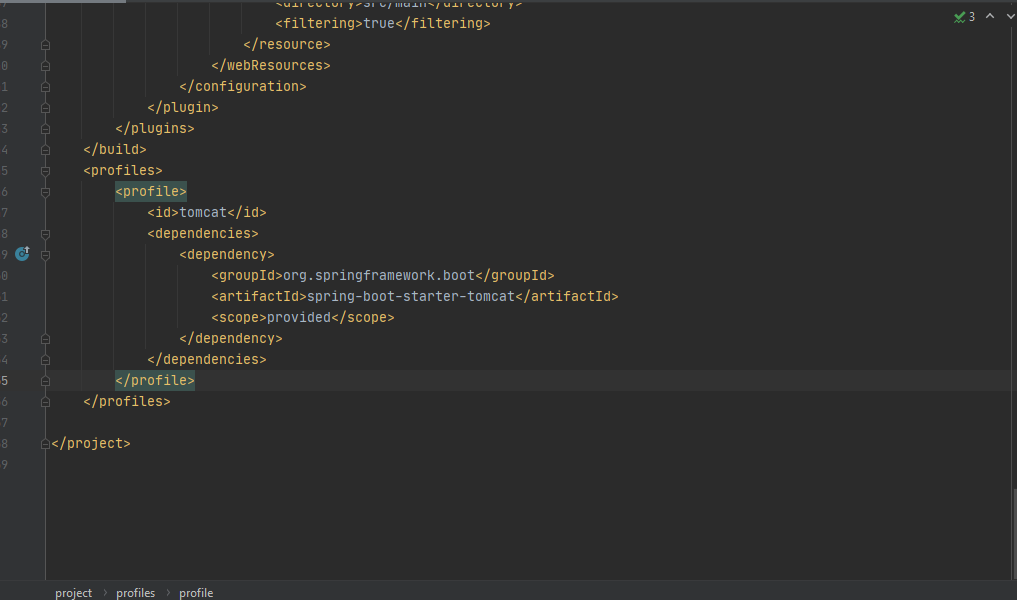 <directory>src/main</directory>
8 <filtering>true</filtering>
9 </resource>
0 </webResources>
1 </configuration>
2 </plugin>
3 </plugins>
4 </build>
5 <profiles>
6 <profile>
7 <id>tomcat</id>
8 <dependencies>
9 <dependency>
0 <groupId>org.springframework.boot</groupId>
1 <artifactId>spring-boot-starter-tomcat</artifactId>
2 <scope>provided</scope>
3 </dependency>
4 </dependencies>
5 </profile>
6 </profiles>
7
8 </project>
9
3
project > profiles > profile